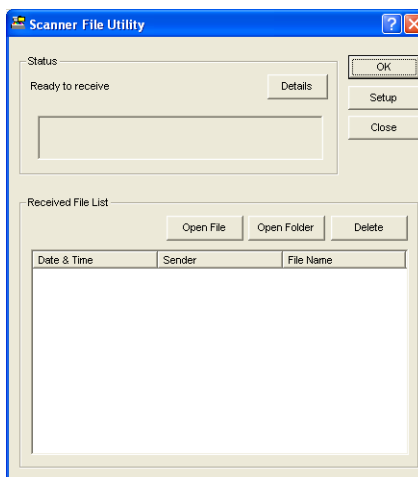 Scanner File Utility
Status
Ready to receive
Details
OK
Setup
Close
Received File List
Open File
Open Folder
Delete
Date & Time
Sender
File Name